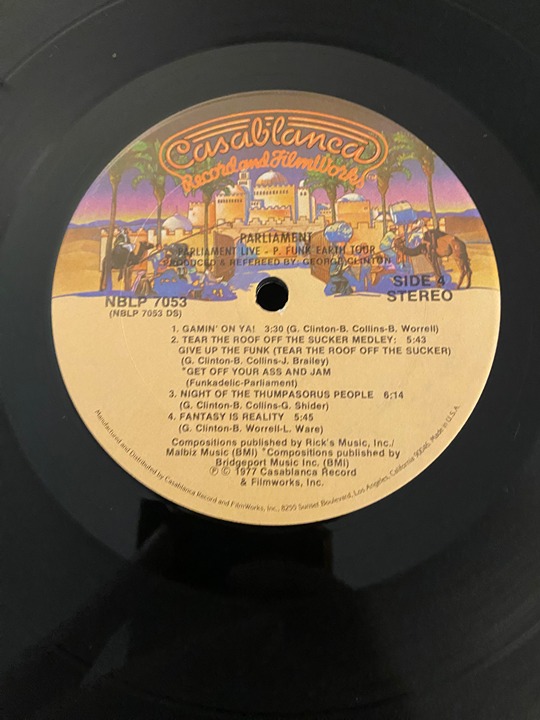 Casablanca
Record and FilmWorks
PARLIAMENT
PARLIAMENT LIVE - P. FUNK EARTH TOUR
PRODUCED & REFEREED BY: GEORGE CLINTON
NBLP 7053
(NBLP 7053 DS)
SIDE 4
STEREO
1. GAMIN' ON YA! 3:30 (G. Clinton-B. Collins-B. Worrell)
2. TEAR THE ROOF OFF THE SUCKER MEDLEY: 5:43
GIVE UP THE FUNK (TEAR THE ROOF OFF THE SUCKER)
(G. Clinton-B. Collins-J. Brailey)
*GET OFF YOUR ASS AND JAM
(Funkadelic-Parliament)
3. NIGHT OF THE THUMPASORUS PEOPLE 6:14
(G. Clinton-B. Collins-G. Shider)
4. FANTASY IS REALITY 5:45
(G. Clinton-B. Worrell-L. Ware)
Compositions published by Rick's Music, Inc./
Malbiz Music (BMI) *Compositions published by
Bridgeport Music Inc. (BMI)
℗ © 1977 Casablanca Record
& Filmworks, Inc.
Manufactured and Distributed by Casablanca Record and FilmWorks, Inc., 8255 Sunset Boulevard, Los Angeles, California 90046. Made in U.S.A.